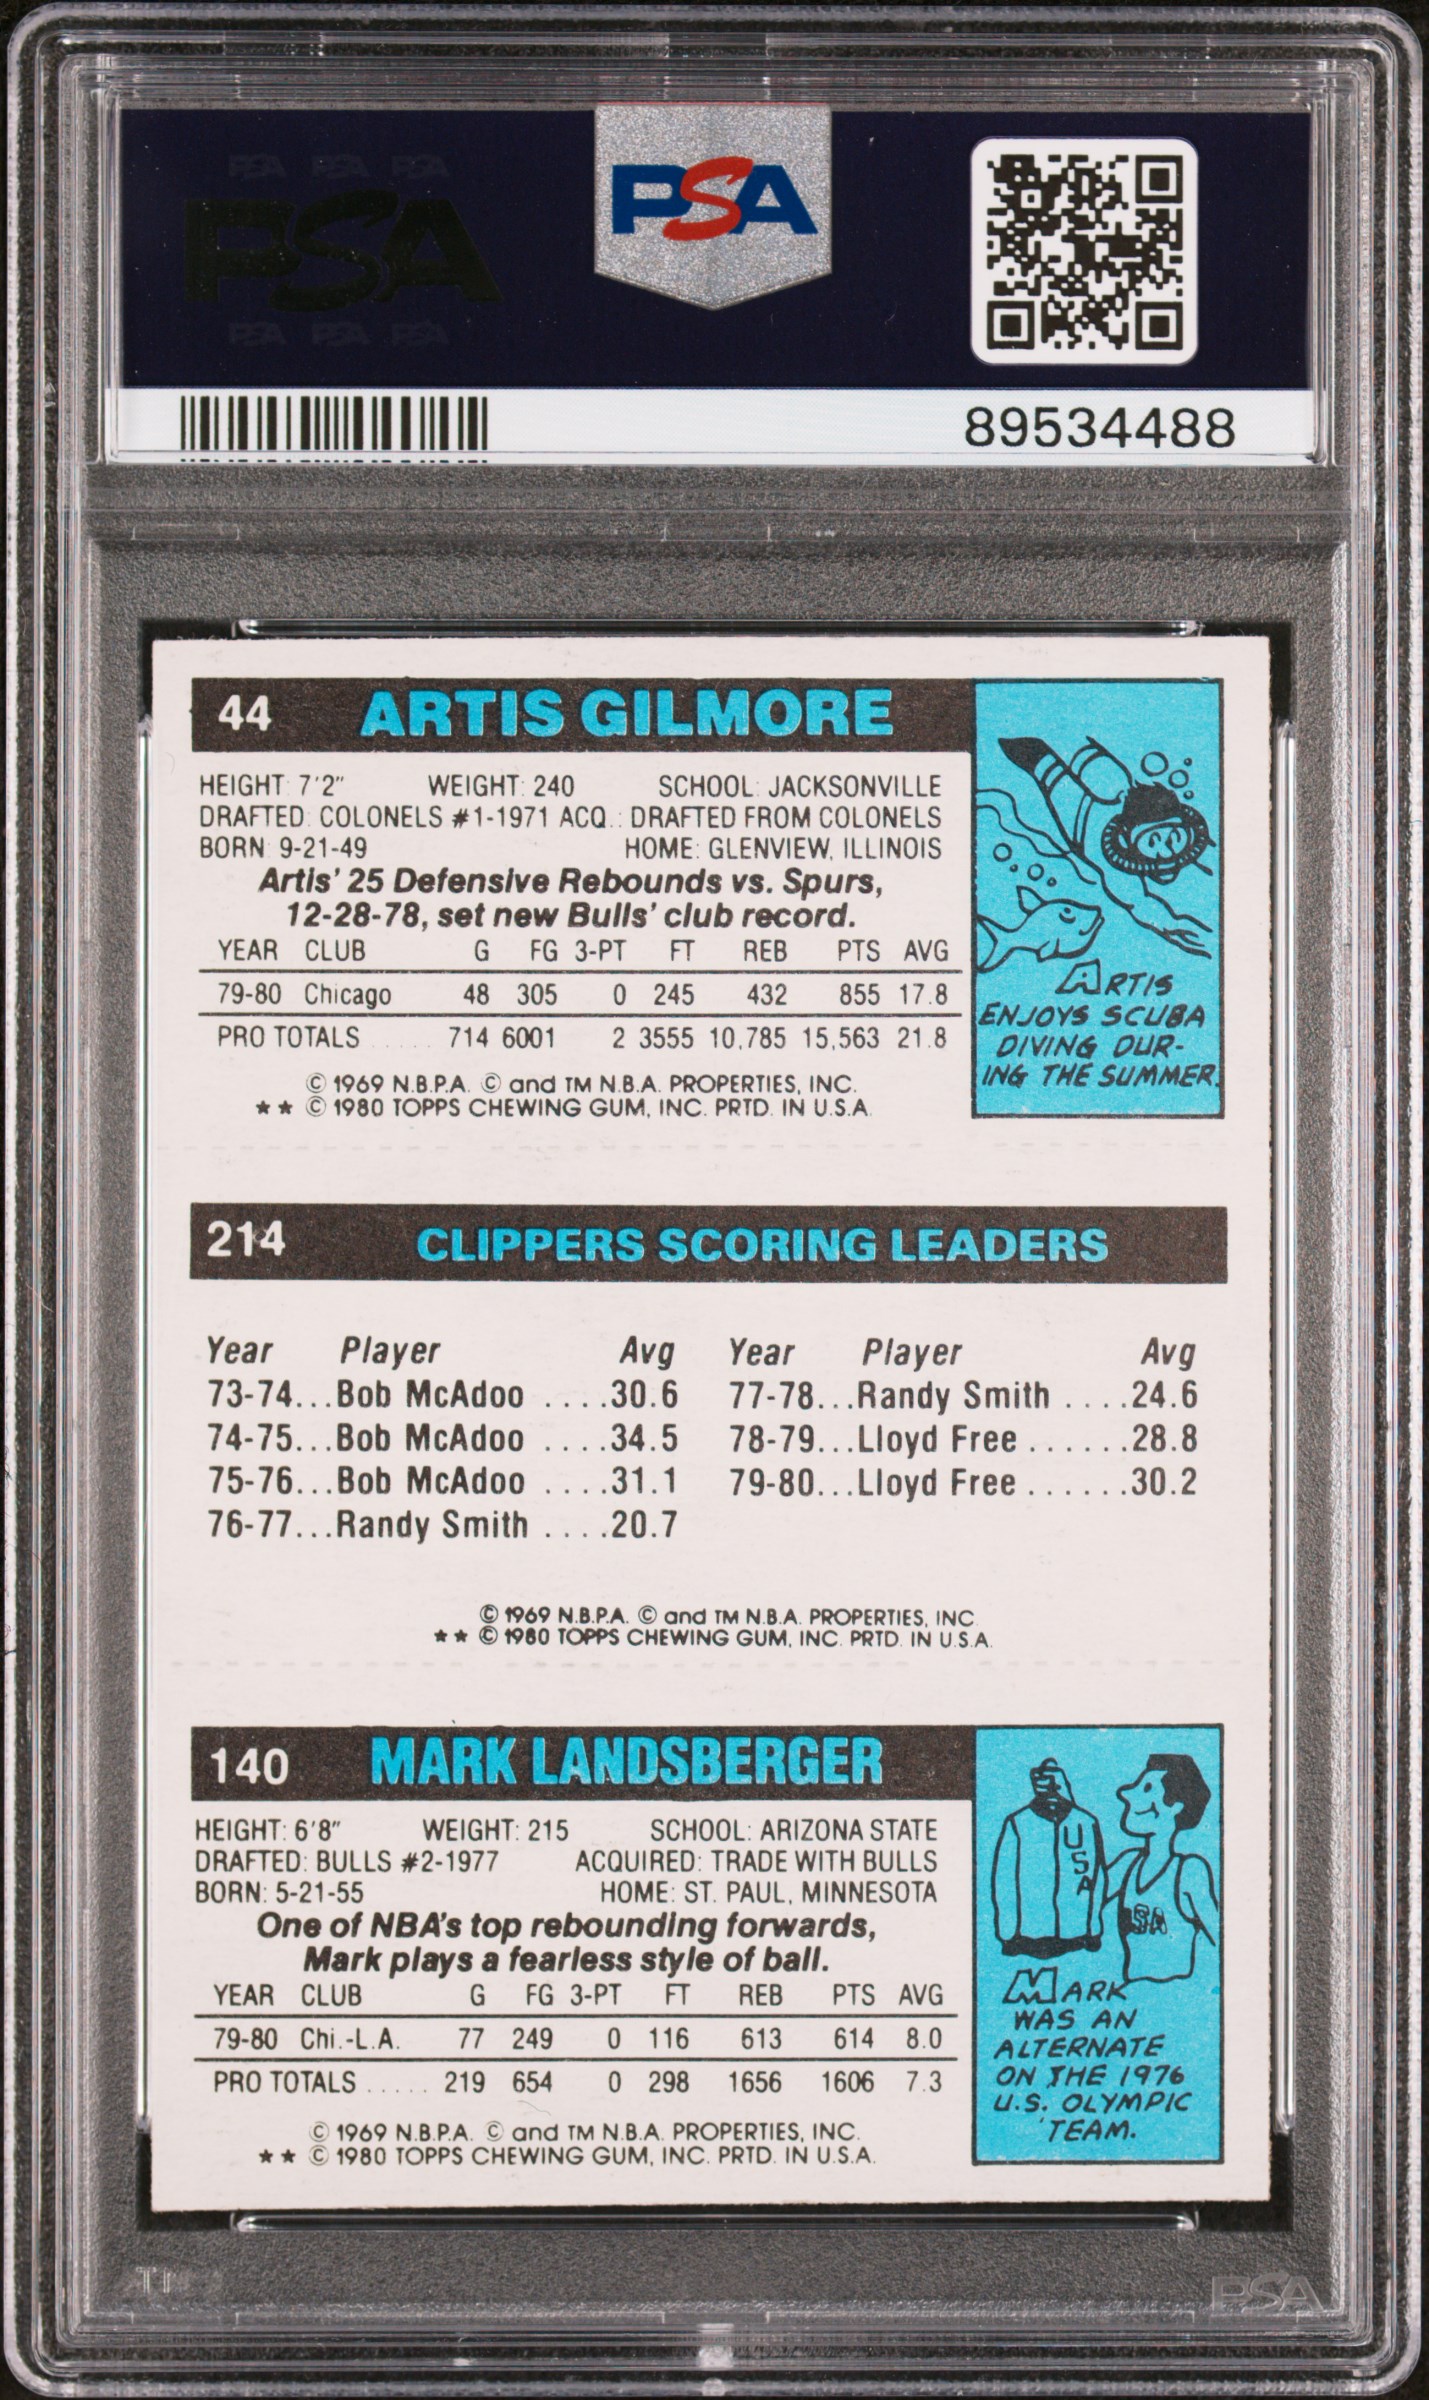 PSA PSA PSA
PSA
PSA PSA PSA
PSA
89534488
44 ARTIS GILMORE
HEIGHT: 7'2" WEIGHT: 240 SCHOOL: JACKSONVILLE
DRAFTED: COLONELS #1-1971 ACQ.: DRAFTED FROM COLONELS
BORN: 9-21-49 HOME: GLENVIEW, ILLINOIS
Artis' 25 Defensive Rebounds vs. Spurs,
12-28-78, set new Bulls' club record.
YEAR CLUB G FG 3-PT FT REB PTS AVG
79-80 Chicago 48 305 0 245 432 855 17.8
PRO TOTALS ..... 714 6001 2 3555 10,785 15,563 21.8
© 1969 N.B.P.A. © and TM N.B.A. PROPERTIES, INC.
★★ © 1980 TOPPS CHEWING GUM, INC. PRTD. IN U.S.A.
ARTIS
ENJOYS SCUBA
DIVING DUR-
ING THE SUMMER.
214 CLIPPERS SCORING LEADERS
Year Player Avg Year Player Avg
73-74...Bob McAdoo ....30.6 77-78...Randy Smith ....24.6
74-75...Bob McAdoo ....34.5 78-79...Lloyd Free ......28.8
75-76...Bob McAdoo ....31.1 79-80...Lloyd Free ......30.2
76-77...Randy Smith ....20.7
© 1969 N.B.P.A. © and TM N.B.A. PROPERTIES, INC.
★★ © 1980 TOPPS CHEWING GUM, INC. PRTD. IN U.S.A.
140 MARK LANDSBERGER
HEIGHT: 6'8" WEIGHT: 215 SCHOOL: ARIZONA STATE
DRAFTED: BULLS #2-1977 ACQUIRED: TRADE WITH BULLS
BORN: 5-21-55 HOME: ST. PAUL, MINNESOTA
One of NBA's top rebounding forwards,
Mark plays a fearless style of ball.
YEAR CLUB G FG 3-PT FT REB PTS AVG
79-80 Chi.-L.A. 77 249 0 116 613 614 8.0
PRO TOTALS ..... 219 654 0 298 1656 1606 7.3
© 1969 N.B.P.A. © and TM N.B.A. PROPERTIES, INC.
★★ © 1980 TOPPS CHEWING GUM, INC. PRTD. IN U.S.A.
USA
SA
MARK
WAS AN
ALTERNATE
ON THE 1976
U.S. OLYMPIC
TEAM.
PSA